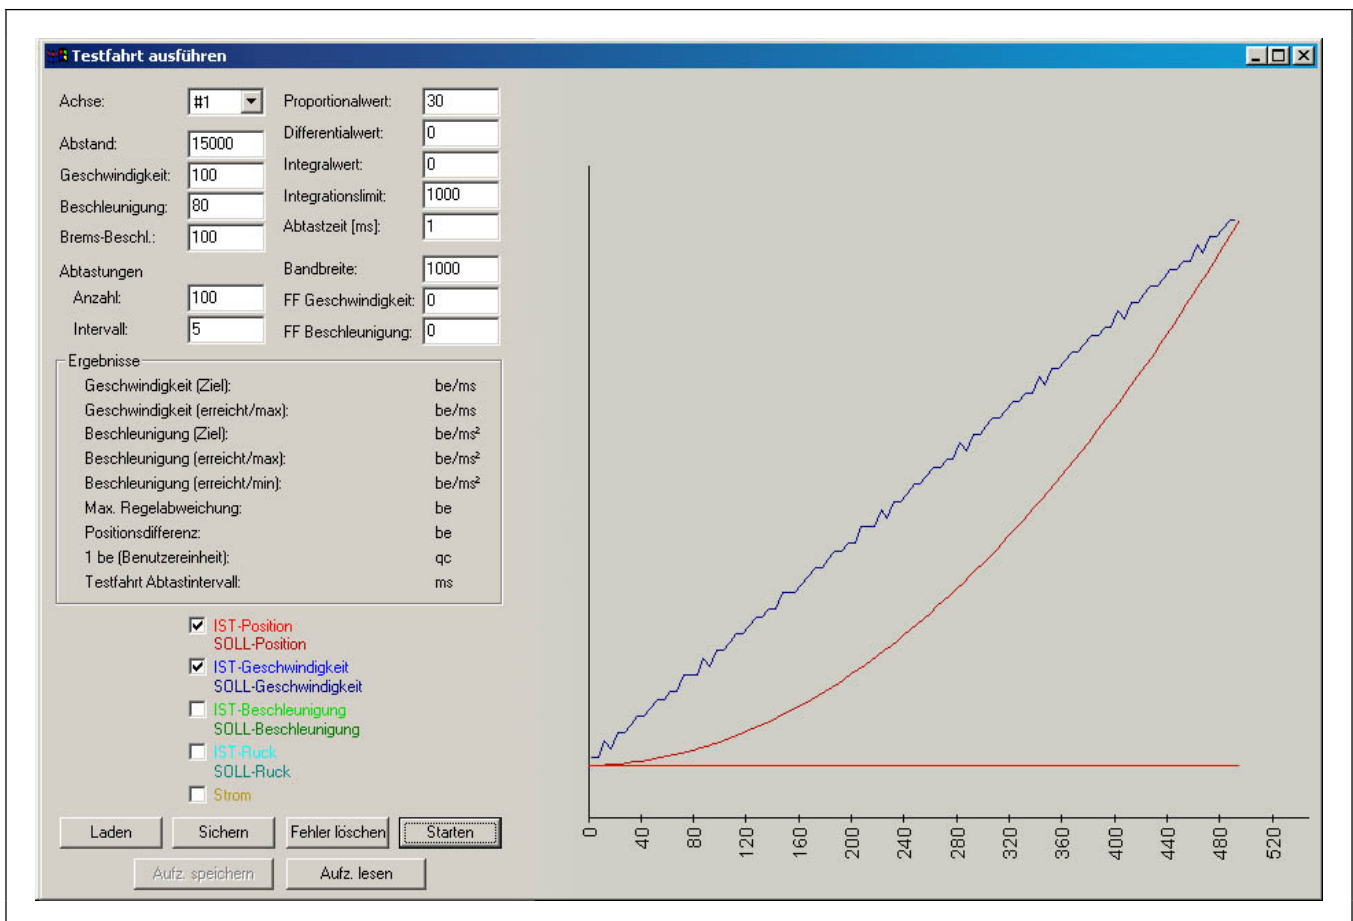 Testfahrt ausführen
Achse: #1
Abstand: 15000
Geschwindigkeit: 100
Beschleunigung: 80
Brems-Beschl.: 100
Abtastungen
Anzahl: 100
Intervall: 5
Proportionalwert: 30
Differentialwert: 0
Integralwert: 0
Integrationslimit: 1000
Abtastzeit [ms]: 1
Bandbreite: 1000
FF Geschwindigkeit: 0
FF Beschleunigung: 0
Ergebnisse
Geschwindigkeit (Ziel): be/ms
Geschwindigkeit (erreicht/max): be/ms
Beschleunigung (Ziel): be/ms²
Beschleunigung (erreicht/max): be/ms²
Beschleunigung (erreicht/min): be/ms²
Max. Regelabweichung: be
Positionsdifferenz: be
1 be (Benutzereinheit): qc
Testfahrt Abtastintervall: ms
IST-Position
SOLL-Position
IST-Geschwindigkeit
SOLL-Geschwindigkeit
IST-Beschleunigung
SOLL-Beschleunigung
IST-Ruck
SOLL-Ruck
Strom
Laden Sichern Fehler löschen Starten
Aufz. speichern Aufz. lesen
0 40 80 120 160 200 240 280 320 360 400 440 480 520